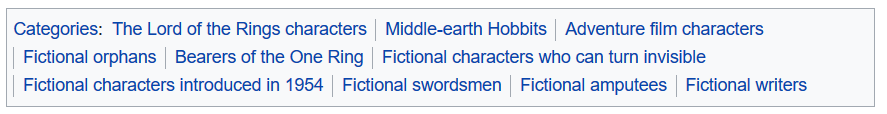 Categories: The Lord of the Rings characters | Middle-earth Hobbits | Adventure film characters
| Fictional orphans | Bearers of the One Ring | Fictional characters who can turn invisible
| Fictional characters introduced in 1954 | Fictional swordsmen | Fictional amputees | Fictional writers